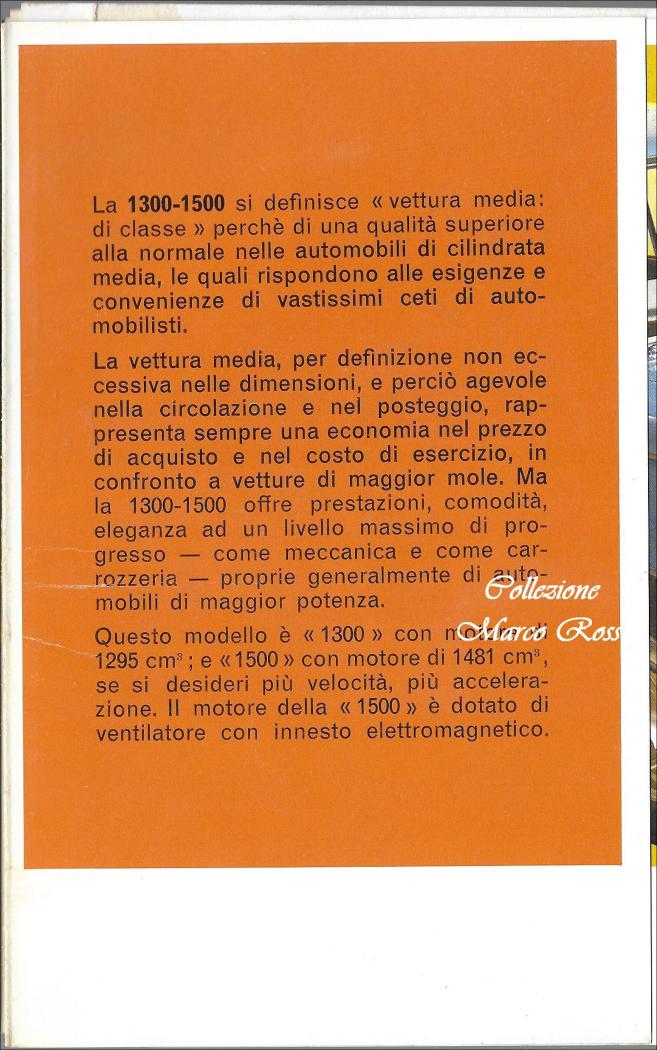 La 1300-1500 si definisce « vettura media:
di classe » perchè di una qualità superiore
alla normale nelle automobili di cilindrata
media, le quali rispondono alle esigenze e
convenienze di vastissimi ceti di auto-
mobilisti.
La vettura media, per definizione non ec-
cessiva nelle dimensioni, e perciò agevole
nella circolazione e nel posteggio, rap-
presenta sempre una economia nel prezzo
di acquisto e nel costo di esercizio, in
confronto a vetture di maggior mole. Ma
la 1300-1500 offre prestazioni, comodità,
eleganza ad un livello massimo di pro-
gresso — come meccanica e come car-
rozzeria — proprie generalmente di auto-
mobili di maggior potenza.
Collezione
Marco Ross
Questo modello è « 1300 » con motore di
1295 cm³ ; e « 1500 » con motore di 1481 cm³,
se si desideri più velocità, più accelera-
zione. Il motore della « 1500 » è dotato di
ventilatore con innesto elettromagnetico.